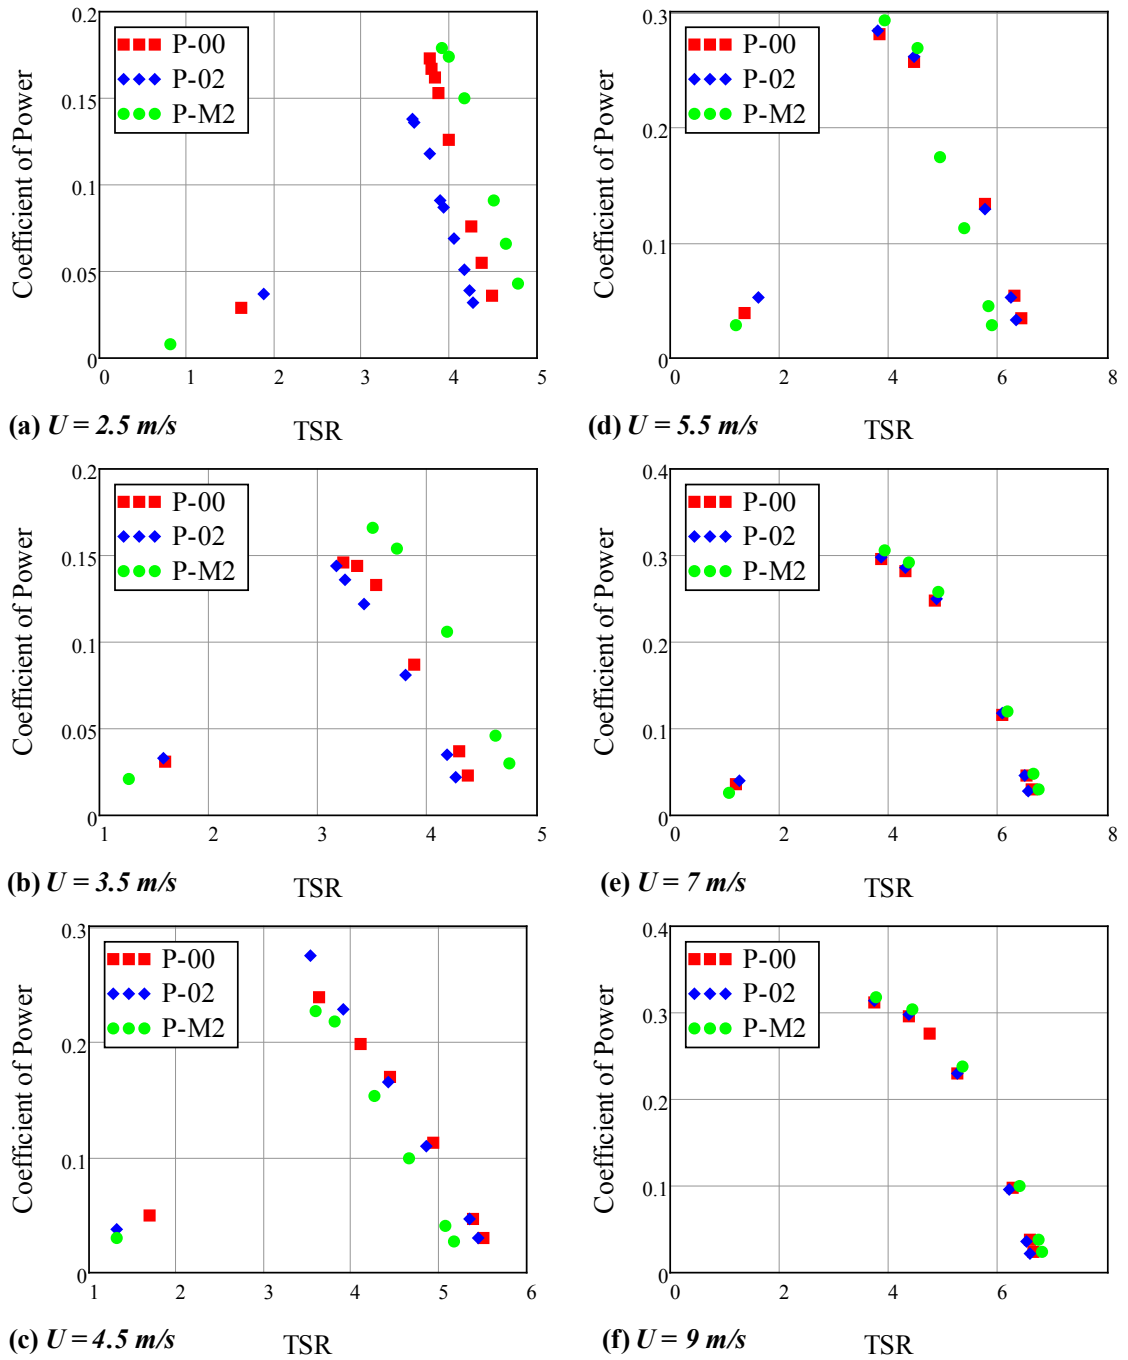 0.2
0.15
0.1
0.05
0
Coefficient of Power
P-00
P-02
P-M2
0 1 2 3 4 5
(a) U = 2.5 m/s TSR
0.3
0.2
0.1
0
Coefficient of Power
P-00
P-02
P-M2
0 2 4 6 8
(d) U = 5.5 m/s TSR
0.2
0.15
0.1
0.05
0
Coefficient of Power
P-00
P-02
P-M2
1 2 3 4 5
(b) U = 3.5 m/s TSR
0.4
0.3
0.2
0.1
0
Coefficient of Power
P-00
P-02
P-M2
0 2 4 6 8
(e) U = 7 m/s TSR
0.3
0.2
0.1
0
Coefficient of Power
P-00
P-02
P-M2
1 2 3 4 5 6
(c) U = 4.5 m/s TSR
0.4
0.3
0.2
0.1
0
Coefficient of Power
P-00
P-02
P-M2
0 2 4 6
(f) U = 9 m/s TSR